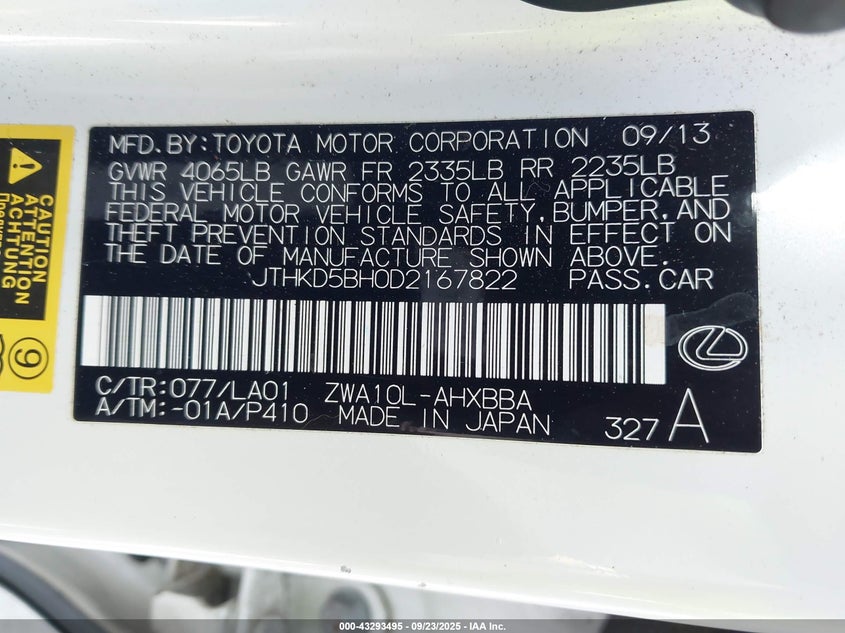 MFD.BY:TOYOTA MOTOR CORPORATION 09/13
GVWR 4065LB GAWR FR 2335LB RR 2235LB
THIS VEHICLE CONFORMS TO ALL APPLICABLE
FEDERAL MOTOR VEHICLE SAFETY,BUMPER,AND
THEFT PREVENTION STANDARDS IN EFFECT ON
THE DATE OF MANUFACTURE SHOWN ABOVE.
JTHKD5BH0D2167822 PASS.CAR
C/TR:077/LA01 ZWA10L-AHXBBA
A/TM:-01A/P410 MADE IN JAPAN 327 A
CAUTION
ATTENTION
ACHTUNG
9
000-43293495 - 09/23/2025 - IAA Inc.